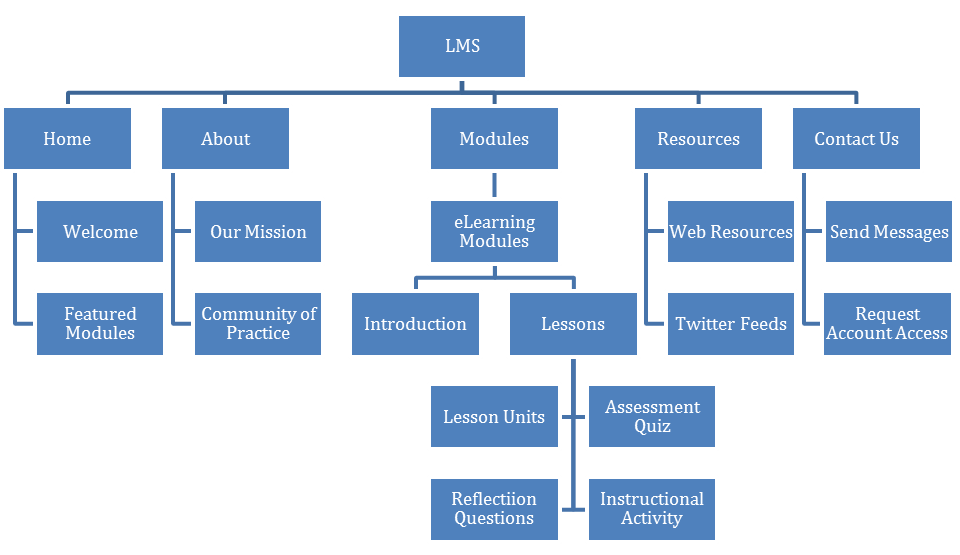 LMS
Home
About
Modules
Resources
Contact Us
Welcome
Our Mission
eLearning
Modules
Web Resources
Send Messages
Featured
Modules
Community of
Practice
Introduction
Lessons
Twitter Feeds
Request
Account Access
Lesson Units
Assessment
Quiz
Reflectiion
Questions
Instructional
Activity